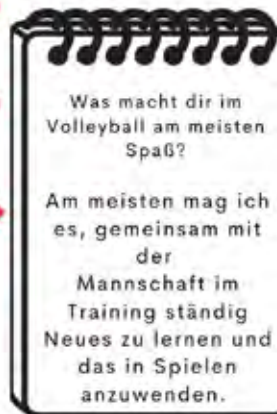 Was macht dir im
Volleyball am meisten
Spaß?
Am meisten mag ich
es, gemeinsam mit
der
Mannschaft im
Training ständig
Neues zu lernen und
das in Spielen
anzuwenden.